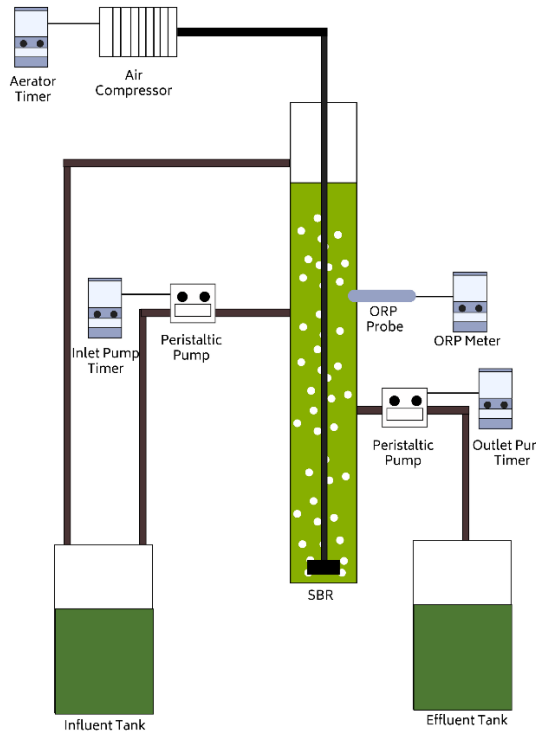 Aerator
Timer
Air
Compressor
Inlet Pump
Timer
Peristaltic
Pump
ORP
Probe
ORP Meter
Peristaltic
Pump
Outlet Pur
Timer
SBR
Influent Tank
Effluent Tank